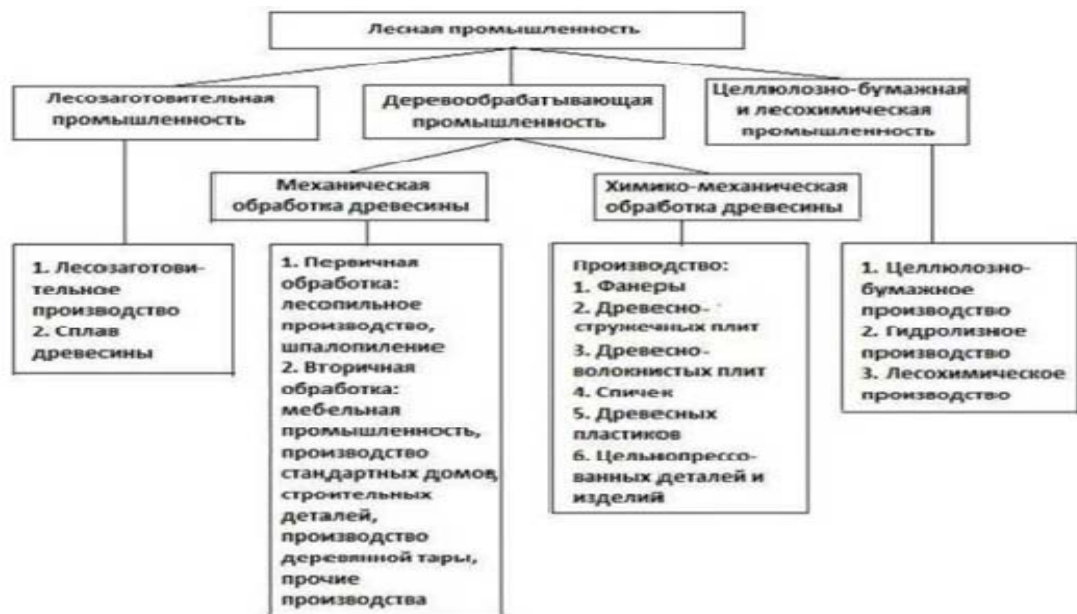 Лесная промышленность
Лесозаготовительная
промышленность
Деревообрабатывающая
промышленность
Целлюлозно-бумажная
и лесохимическая
промышленность
Механическая
обработка древесины
Химико-механическая
обработка древесины
1. Лесозаготови-
тельное
производство
2. Сплав
древесины
1. Первичная
обработка:
лесопильное
производство,
шпалопиление
2. Вторичная
обработка:
мебельная
промышленность,
производство
стандартных домов,
строительных
деталей,
производство
деревянной тары,
прочие
производства
Производство:
1. Фанеры
2. Древесно-
стружечных плит
3. Древесно-
волокнистых плит
4. Спичек
5. Древесных
пластиков
6. Цельнопрессо-
ванных деталей и
изделий
1. Целлюлозно-
бумажное
производство
2. Гидролизное
производство
3. Лесохимическое
производство